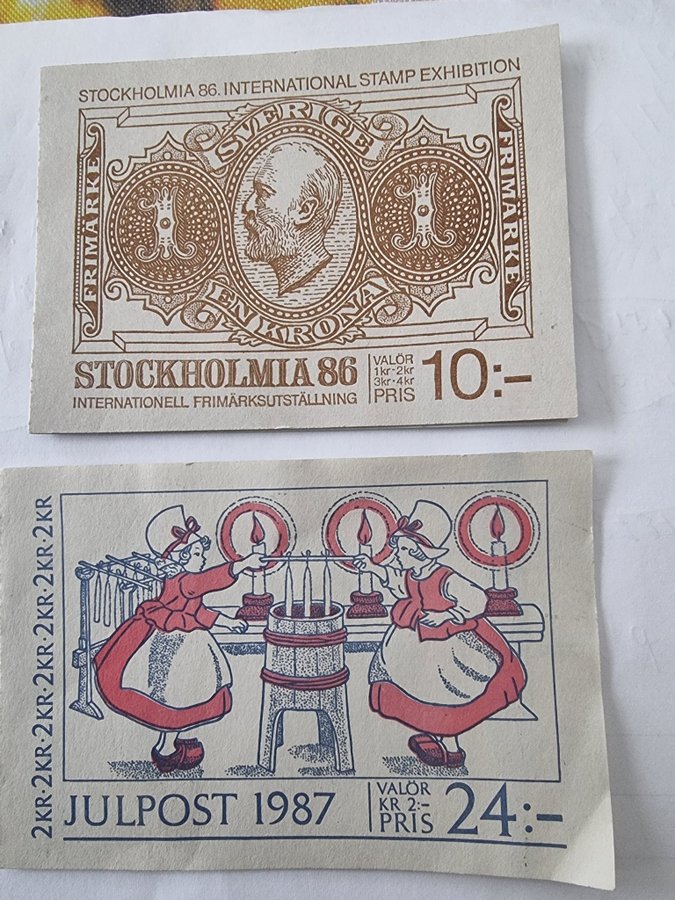 STOCKHOLMIA 86. INTERNATIONAL STAMP EXHIBITION
SVERIGE
FRIMÄRKE
1
1
FRIMÄRKE
EN KRONA
STOCKHOLMIA 86
INTERNATIONELL FRIMÄRKSUTSTÄLLNING
VALÖR
1kr·2kr
3kr·4kr
PRIS
10:-
2KR·2KR·2KR·2KR·2KR·2KR·2KR
JULPOST 1987
VALÖR
KR 2:-
PRIS
24:-